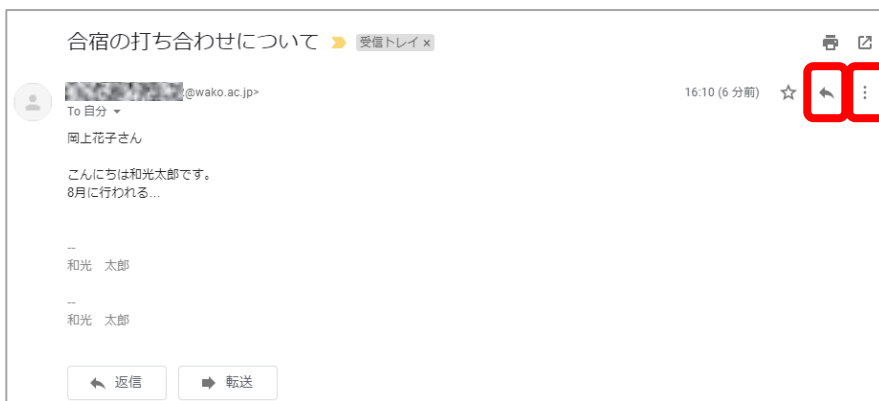 合宿の打ち合わせについて 受信トレイ ×
@wako.ac.jp> 16:10 (6 分前)
To 自分
岡上花子さん
こんにちは和光太郎です。
8月に行われる...
--
和光 太郎
--
和光 太郎
返信 転送